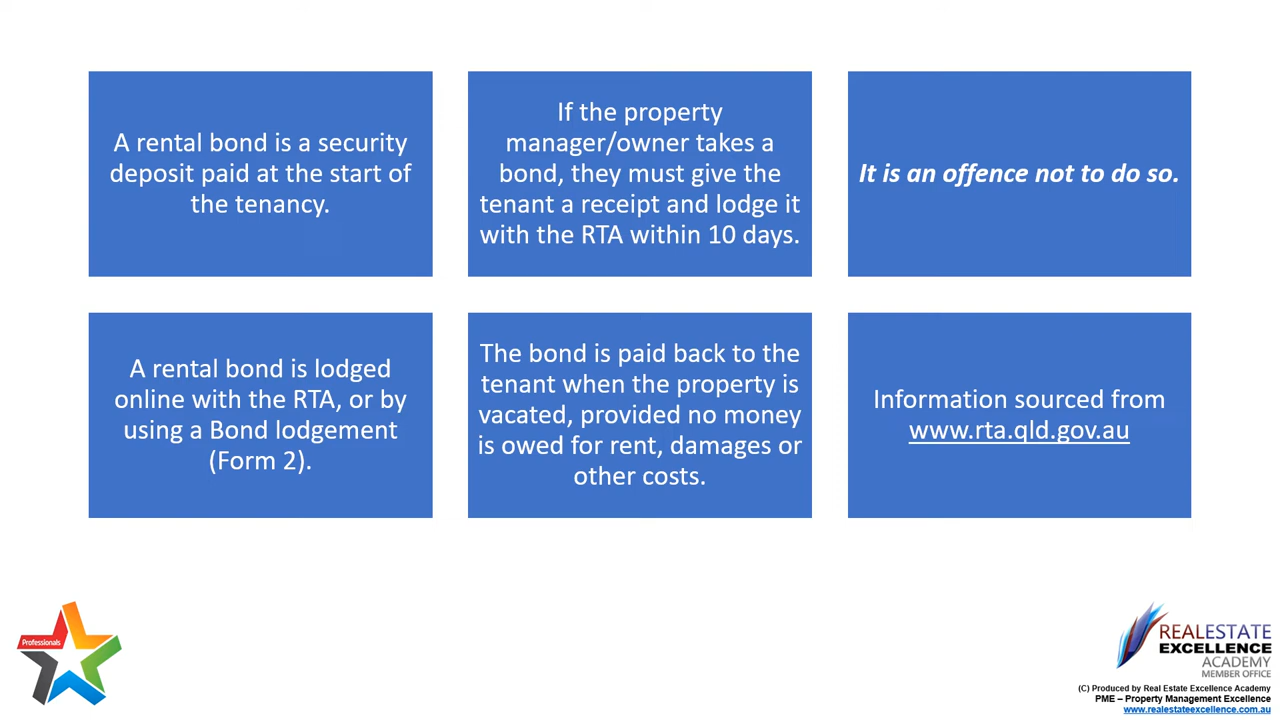 A rental bond is a security
deposit paid at the start of
the tenancy.
If the property
manager/owner takes a
bond, they must give the
tenant a receipt and lodge it
with the RTA within 10 days.
It is an offence not to do so.
A rental bond is lodged
online with the RTA, or by
using a Bond lodgement
(Form 2).
The bond is paid back to the
tenant when the property is
vacated, provided no money
is owed for rent, damages or
other costs.
Information sourced from
www.rta.qld.gov.au
Professionals
REALESTATE
EXCELLENCE
ACADEMY
MEMBER OFFICE
(C) Produced by Real Estate Excellence Academy
PME – Property Management Excellence
www.realestateexcellence.com.au